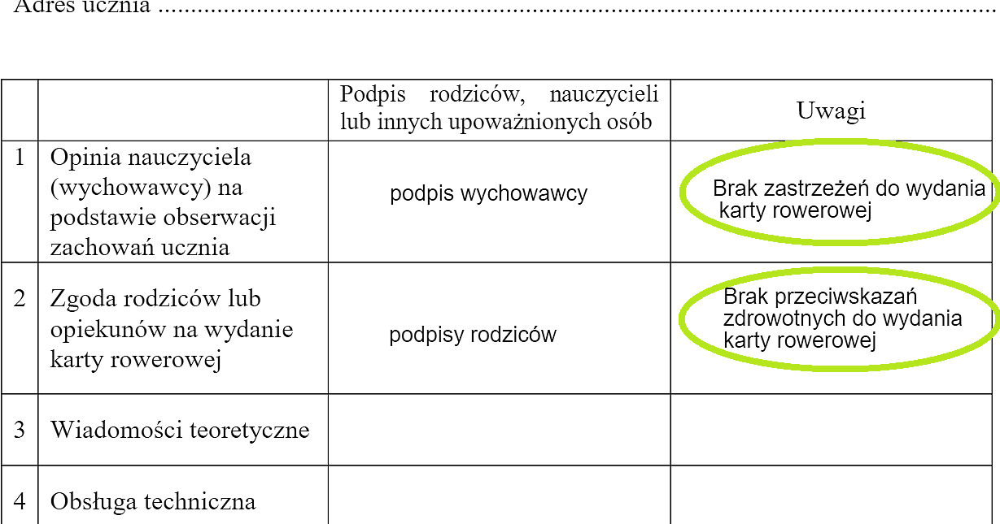 Adres ucznia ........................................................................................................................................
Podpis rodziców, nauczycieli
lub innych upoważnionych osób
Uwagi
1
Opinia nauczyciela
(wychowawcy) na
podstawie obserwacji
zachowań ucznia
podpis wychowawcy
Brak zastrzeżeń do wydania
karty rowerowej
2
Zgoda rodziców lub
opiekunów na wydanie
karty rowerowej
podpisy rodziców
Brak przeciwskazań
zdrowotnych do wydania
karty rowerowej
3
Wiadomości teoretyczne
4
Obsługa techniczna